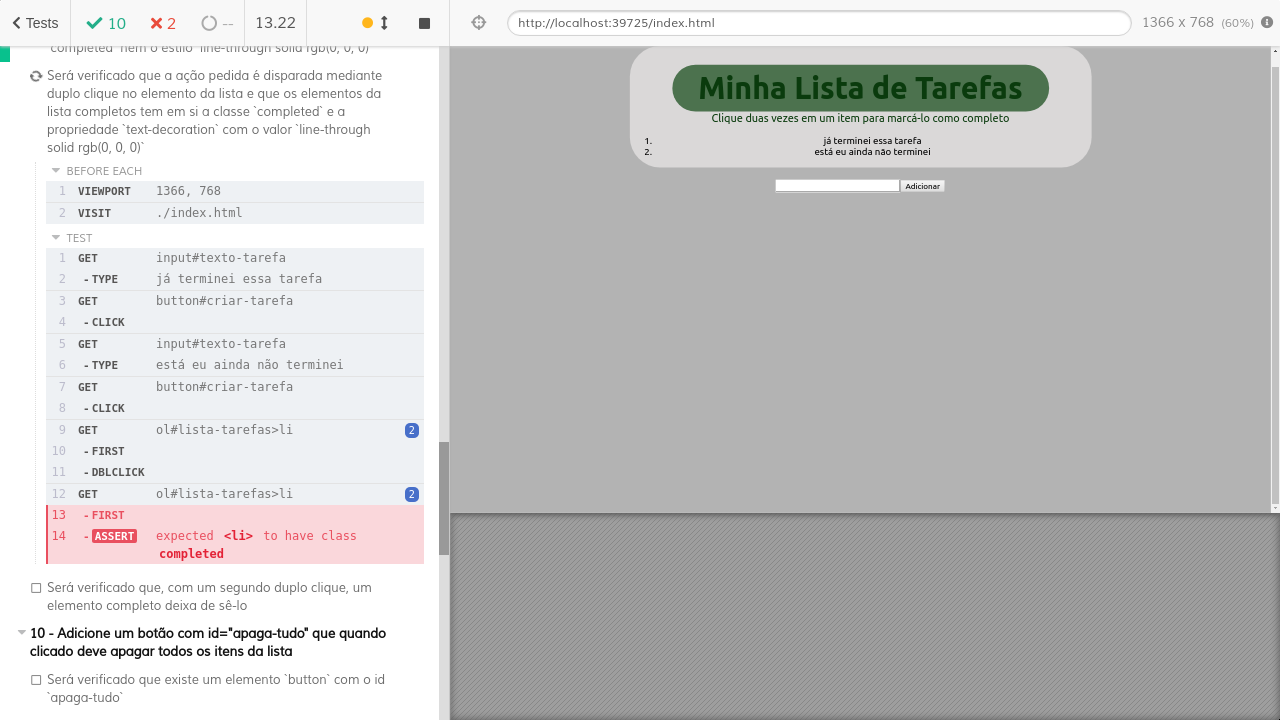 Tests
10
2
--
13.22
http://localhost:39725/index.html
1366 x 768 (60%)
`completed` nem o estilo `line-through solid rgb(0, 0, 0)`
Será verificado que a ação pedida é disparada mediante
duplo clique no elemento da lista e que os elementos da
lista completos tem em si a classe `completed` e a
propriedade `text-decoration` com o valor `line-through
solid rgb(0, 0, 0)`
BEFORE EACH
1 VIEWPORT 1366, 768
2 VISIT ./index.html
TEST
1 GET input#texto-tarefa
2 -TYPE já terminei essa tarefa
3 GET button#criar-tarefa
4 -CLICK
5 GET input#texto-tarefa
6 -TYPE está eu ainda não terminei
7 GET button#criar-tarefa
8 -CLICK
9 GET ol#lista-tarefas>li 2
10 -FIRST
11 -DBLCLICK
12 GET ol#lista-tarefas>li 2
13 -FIRST
14 -ASSERT expected <li> to have class
completed
Será verificado que, com um segundo duplo clique, um
elemento completo deixa de sê-lo
10 - Adicione um botão com id="apaga-tudo" que quando
clicado deve apagar todos os itens da lista
Será verificado que existe um elemento `button` com o id
`apaga-tudo`
Minha Lista de Tarefas
Clique duas vezes em um item para marcá-lo como completo
1. já terminei essa tarefa
2. está eu ainda não terminei
Adicionar